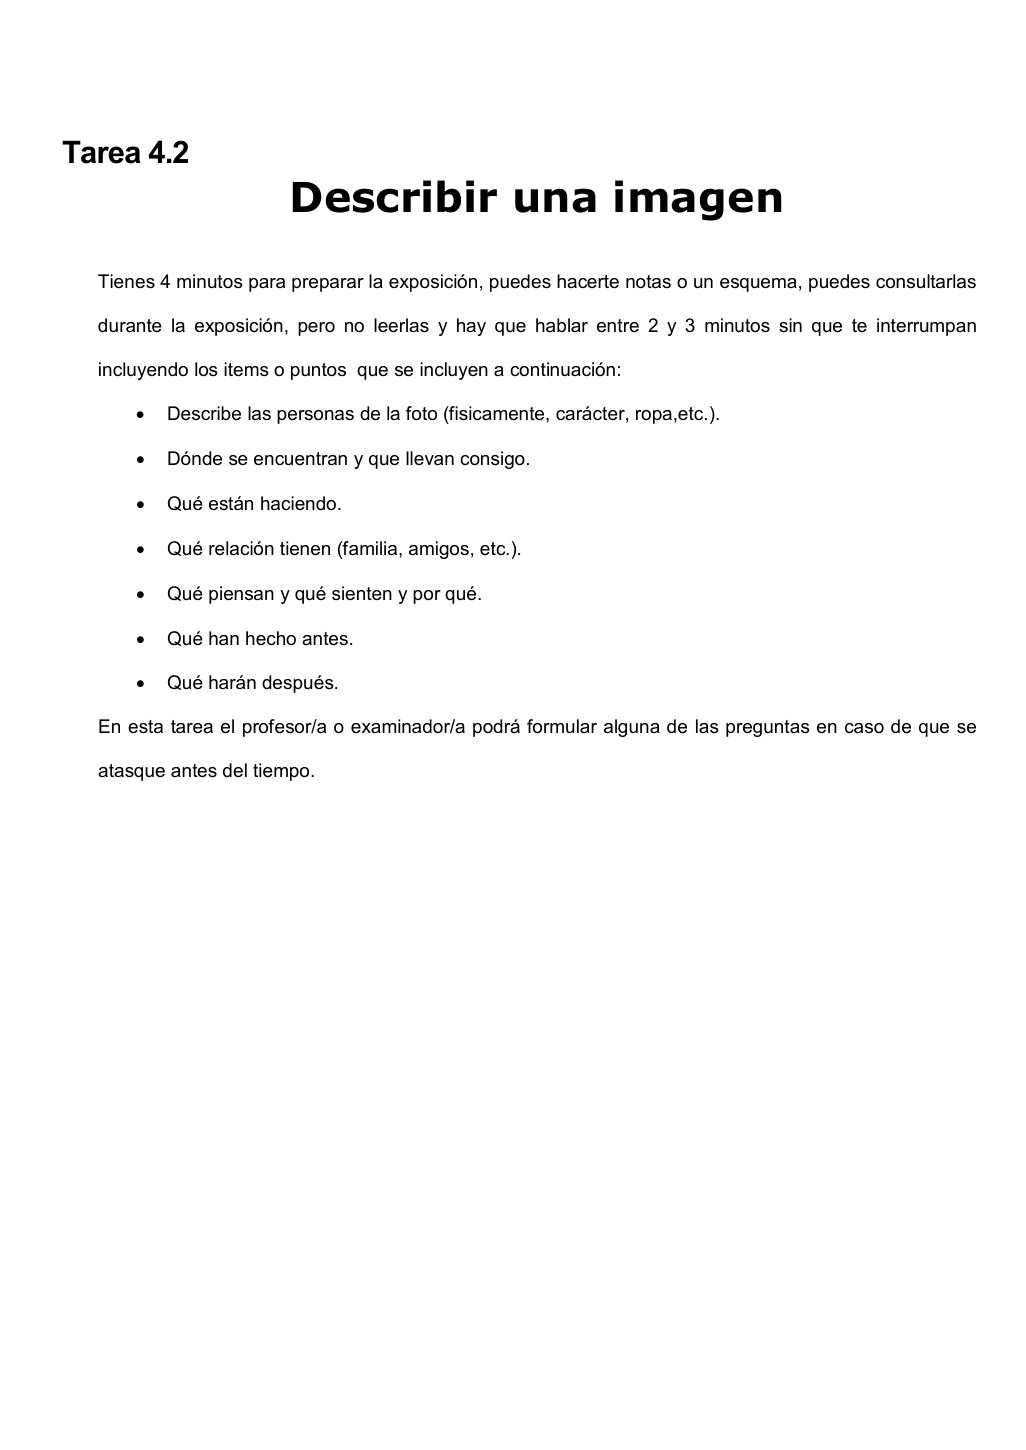 Tarea 4.2
Describir una imagen
Tienes 4 minutos para preparar la exposición, puedes hacerte notas o un esquema, puedes consultarlas
durante la exposición, pero no leerlas y hay que hablar entre 2 y 3 minutos sin que te interrumpan
incluyendo los items o puntos  que se incluyen a continuación:
• Describe las personas de la foto (fisicamente, carácter, ropa,etc.).
• Dónde se encuentran y que llevan consigo.
• Qué están haciendo.
• Qué relación tienen (familia, amigos, etc.).
• Qué piensan y qué sienten y por qué.
• Qué han hecho antes.
• Qué harán después.
En esta tarea el profesor/a o examinador/a podrá formular alguna de las preguntas en caso de que se
atasque antes del tiempo.